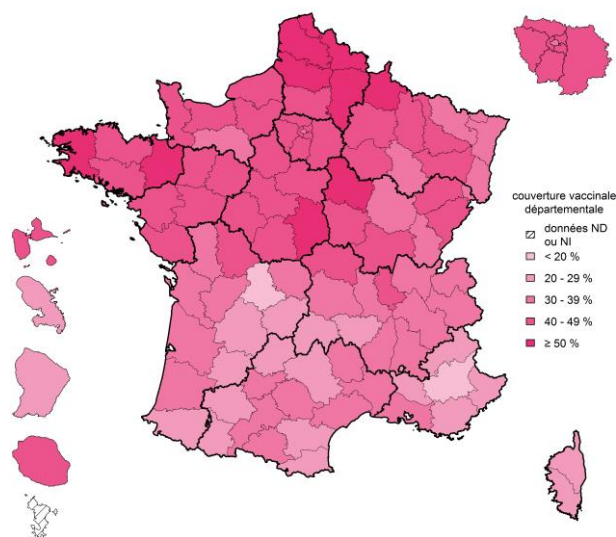 couverture vaccinale
départementale
données ND
ou NI
< 20 %
20 - 29 %
30 - 39 %
40 - 49 %
≥ 50 %